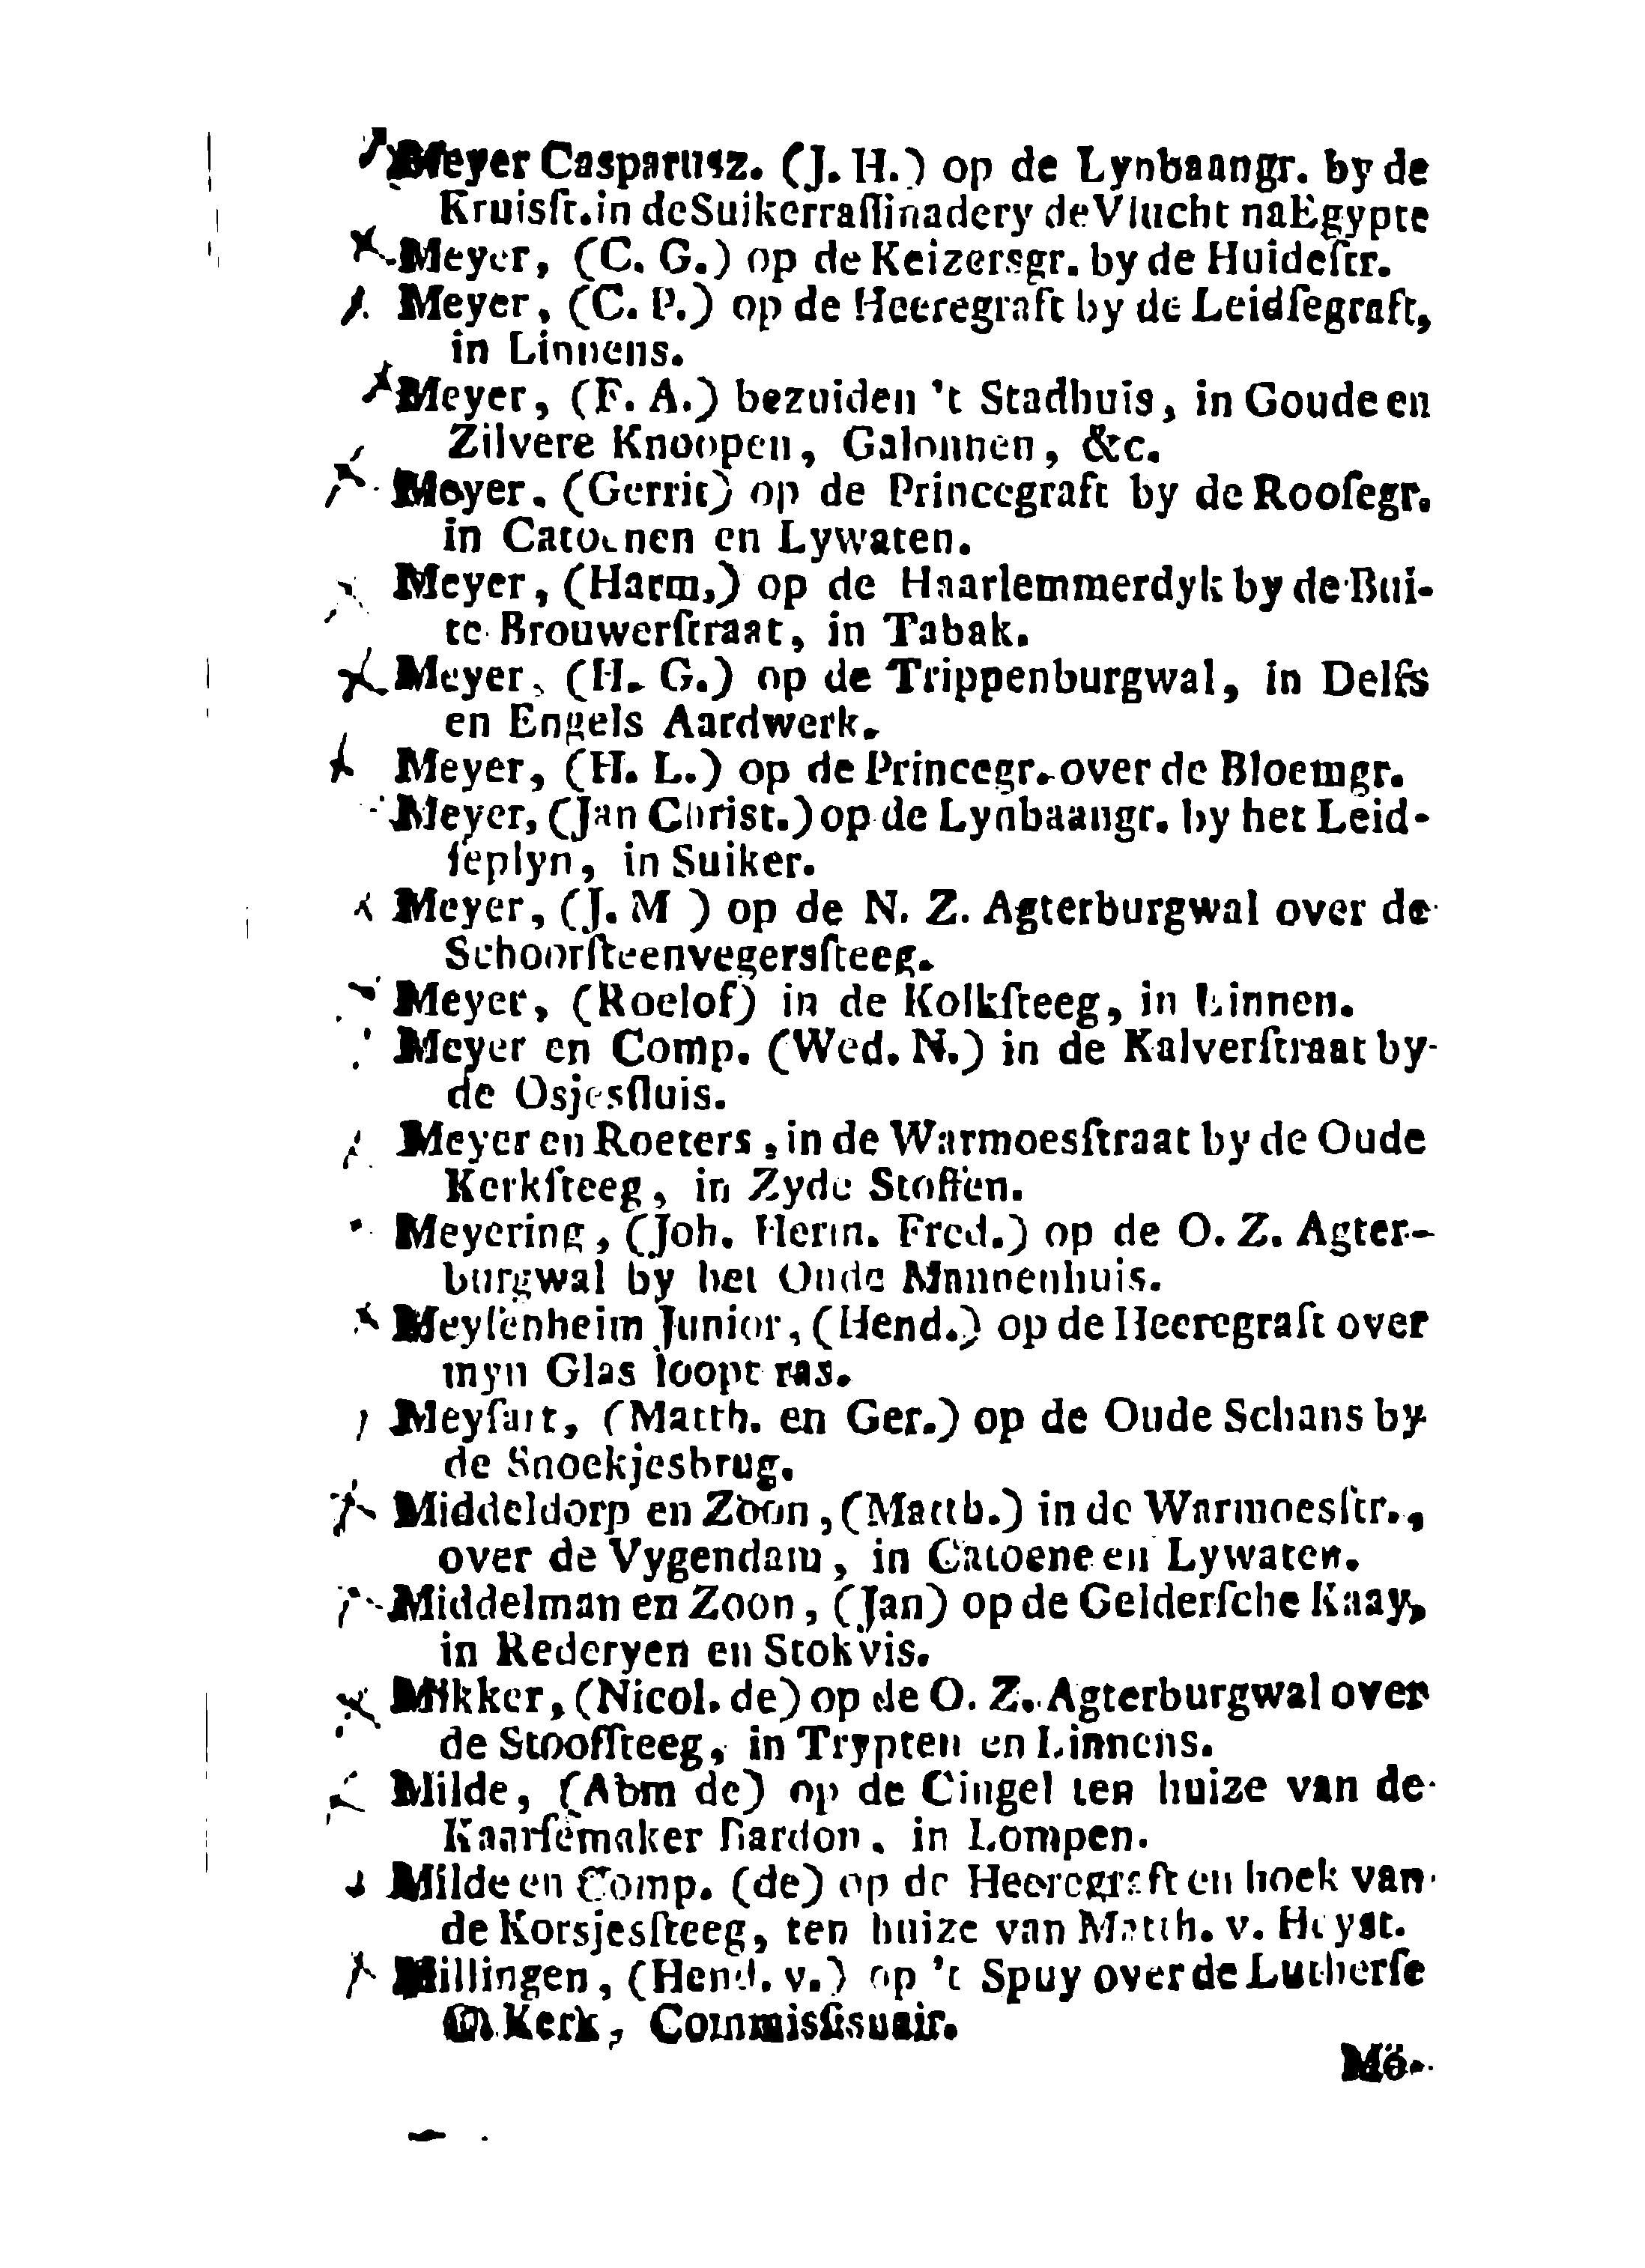 Meyer Casparusz. (J. H.) op de Lynbaangr. by de
Kruisſt. in de Suikerraffinadery de Vlucht na Egypte
Meyer, (C. G.) op de Keizersgr. by de Huideſtr.
Meyer, (C. P.) op de Heeregraft by de Leidſegraft,
in Linnens.
Meyer, (F. A.) bezuiden 't Stadhuis, in Goude en
Zilvere Knoopen, Galonnen, &c.
Meyer. (Gerrit) op de Princegraft by de Rooſegr.
in Catoenen en Lywaten.
Meyer, (Harm,) op de Haarlemmerdyk by de Bui-
te Brouwerſtraat, in Tabak.
Meyer, (H. G.) op de Trippenburgwal, in Delfs
en Engels Aardwerk.
Meyer, (H. L.) op de Princegr. over de Bloemgr.
Meyer, (Jan Christ.) op de Lynbaangr. by het Leid-
ſeplyn, in Suiker.
Meyer, (J. M ) op de N. Z. Agterburgwal over de
Schoorſteenvegersſteeg.
Meyer, (Roelof) in de Kolkſteeg, in Linnen.
Meyer en Comp. (Wed. N.) in de Kalverſtraat by
de Osjesſluis.
Meyer en Roeters, in de Warmoesſtraat by de Oude
Kerkſteeg, in Zyde Stoffen.
Meyering, (Joh. Herm. Fred.) op de O. Z. Agter-
burgwal by het Oude Mannenhuis.
Meyſenheim Junior, (Hend.) op de Heeregraft over
myn Glas loopt ras.
Meyſart, (Matth. en Ger.) op de Oude Schans by
de Snoekjesbrug.
Middeldorp en Zoon, (Matth.) in de Warmoesſtr.,
over de Vygendam, in Catoene en Lywaten.
Middelman en Zoon, (Jan) op de Gelderſche Kaay,
in Rederyen en Stokvis.
Mikker, (Nicol. de) op de O. Z. Agterburgwal over
de Stoofſteeg, in Trypten en Linnens.
Milde, (Abm de) op de Cingel ten huize van de
Kaarſemaker Bardon, in Lompen.
Milde en Comp. (de) op de Heeregraft en hoek van
de Korsjesſteeg, ten huize van Matth. v. Heyst.
Millingen, (Hend. v.) op 't Spuy over de Lutherſe
Kerk, Commisſisuair.
Mö-